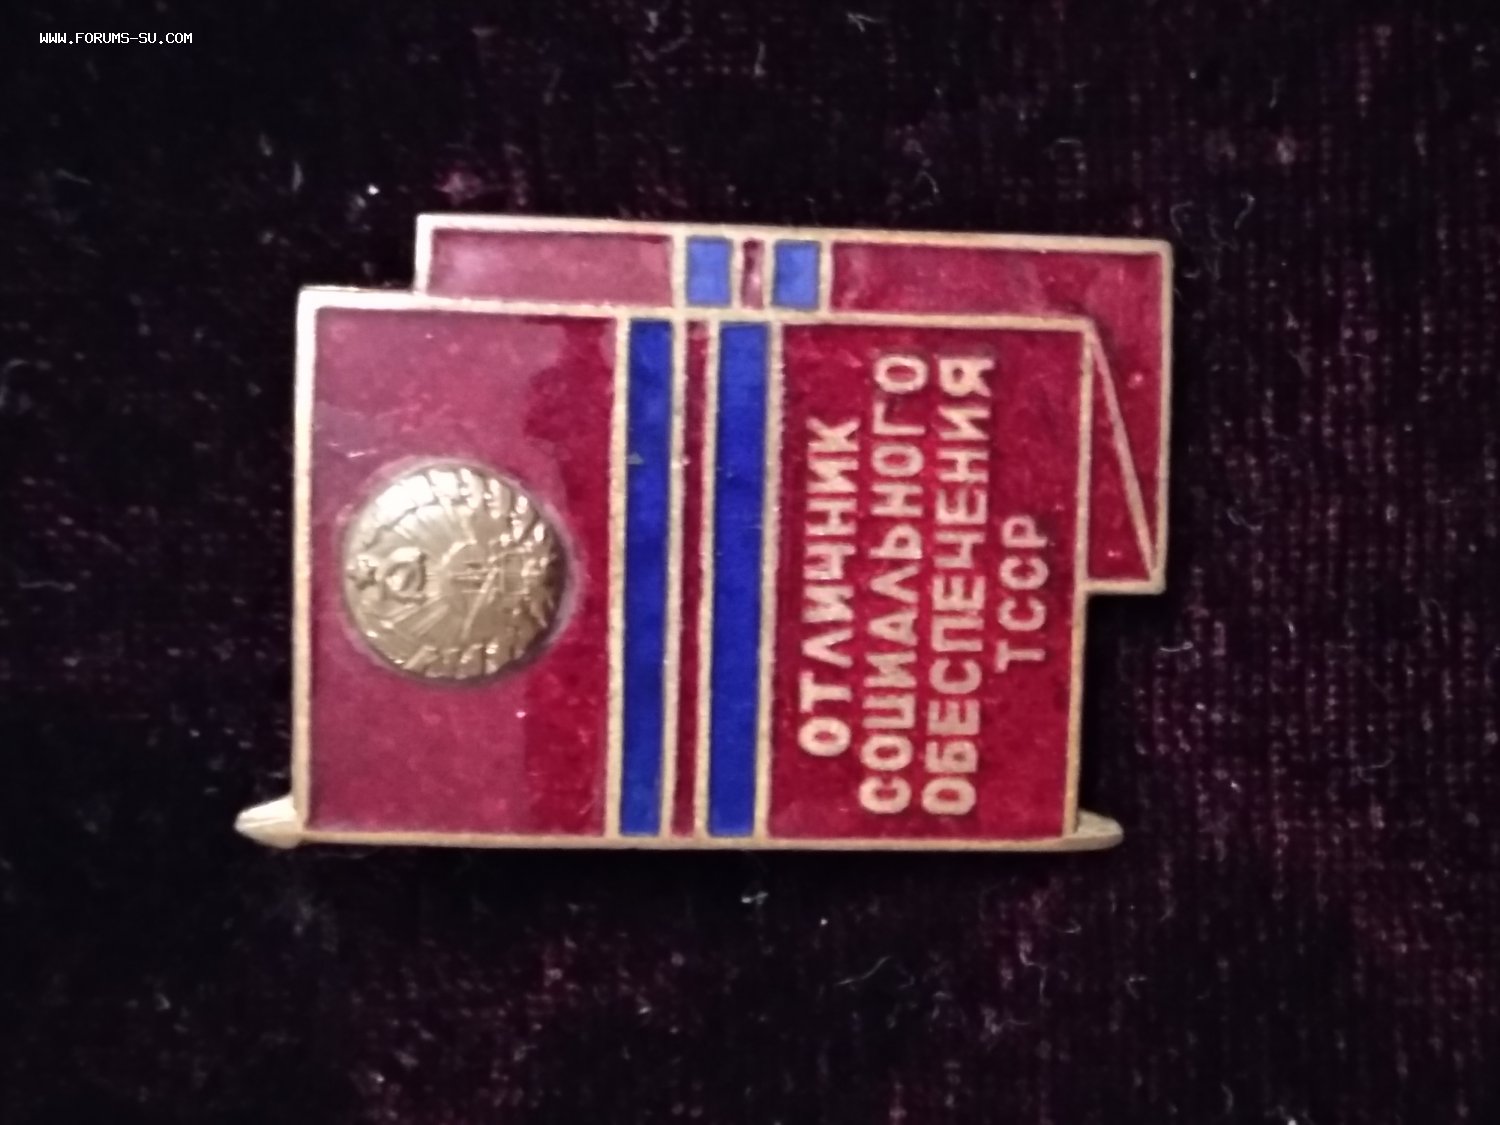 WWW.FORUMS-SU.COM
ОТЛИЧНИК
СОЦИАЛЬНОГО
ОБЕСПЕЧЕНИЯ
ТССР